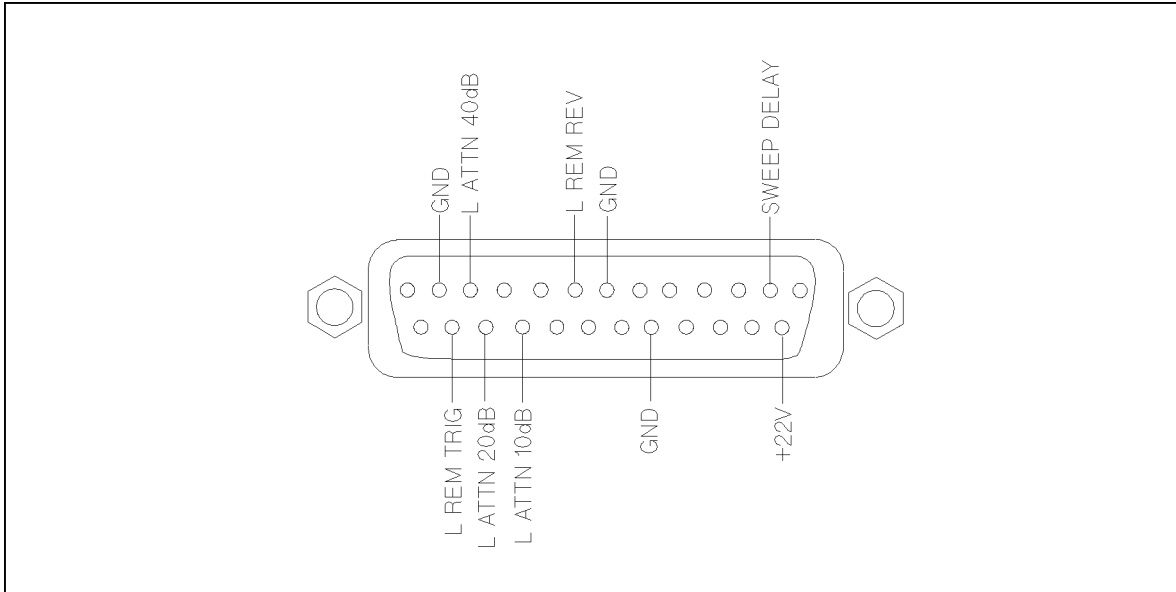 GND
L ATTN 40dB
L REM REV
GND
SWEEP DELAY
L REM TRIG
L ATTN 20dB
L ATTN 10dB
GND
+22V